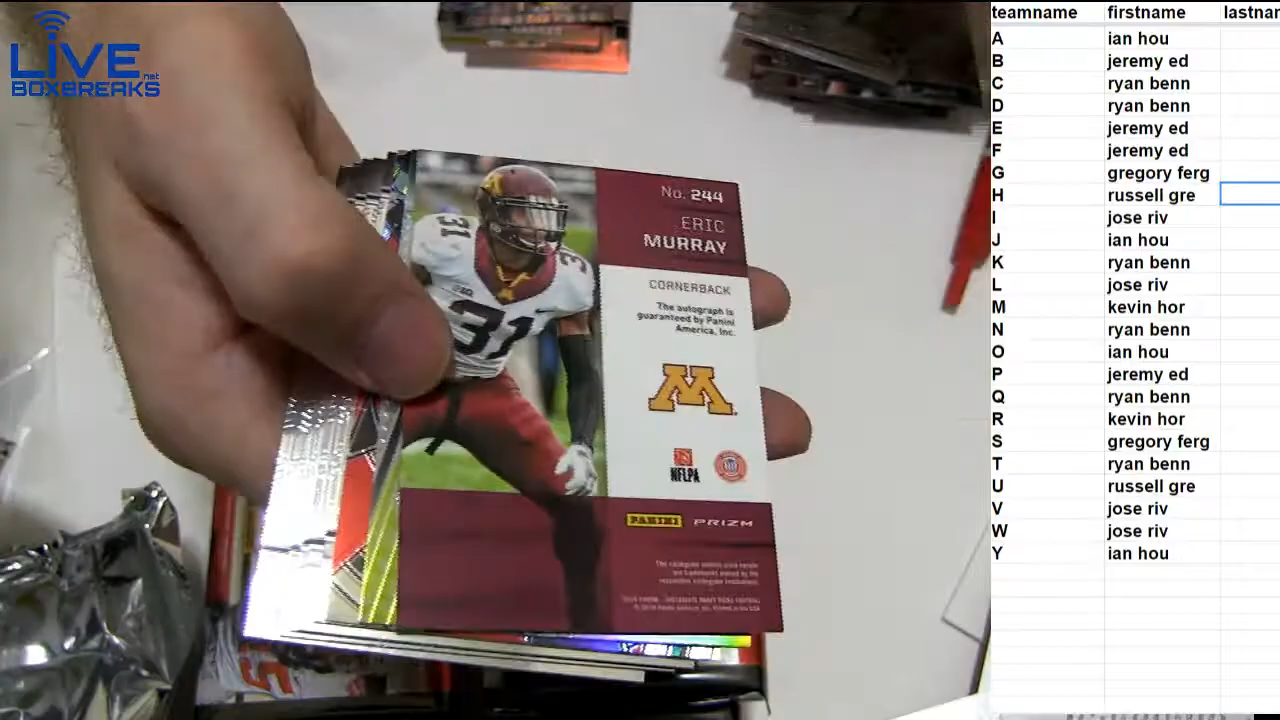 LIVE
.net
BOXBREAKS
No. 244
ERIC
MURRAY
CORNERBACK
The autograph is
guaranteed by Panini
America, Inc.
M
NFLPA
PANINI PRIZM
31
31
teamname firstname lastnar
A ian hou
B jeremy ed
C ryan benn
D ryan benn
E jeremy ed
F jeremy ed
G gregory ferg
H russell gre
I jose riv
J ian hou
K ryan benn
L jose riv
M kevin hor
N ryan benn
O ian hou
P jeremy ed
Q ryan benn
R kevin hor
S gregory ferg
T ryan benn
U russell gre
V jose riv
W jose riv
Y ian hou